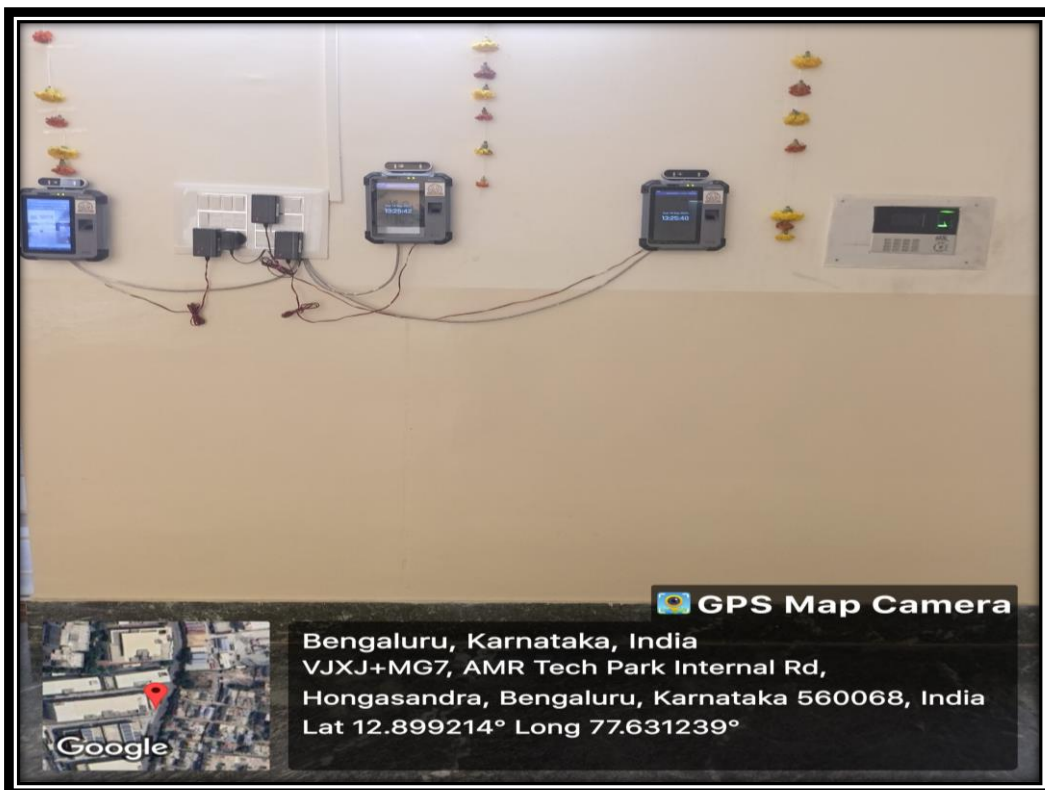 13:25:42
13:25:40
GPS Map Camera
Bengaluru, Karnataka, India
VJXJ+MG7, AMR Tech Park Internal Rd,
Hongasandra, Bengaluru, Karnataka 560068, India
Lat 12.899214° Long 77.631239°
Google